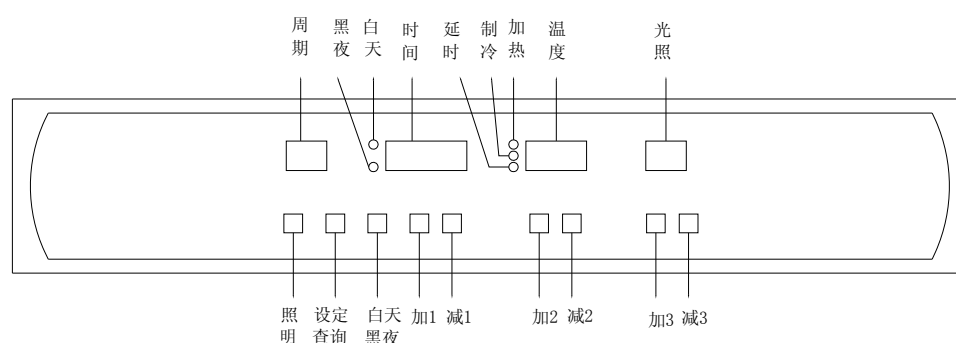 周期
黑夜
白天
时间
延时
制冷
加热
温度
光照
照明
设定
查询
白天
黑夜
加1
减1
加2
减2
加3
减3